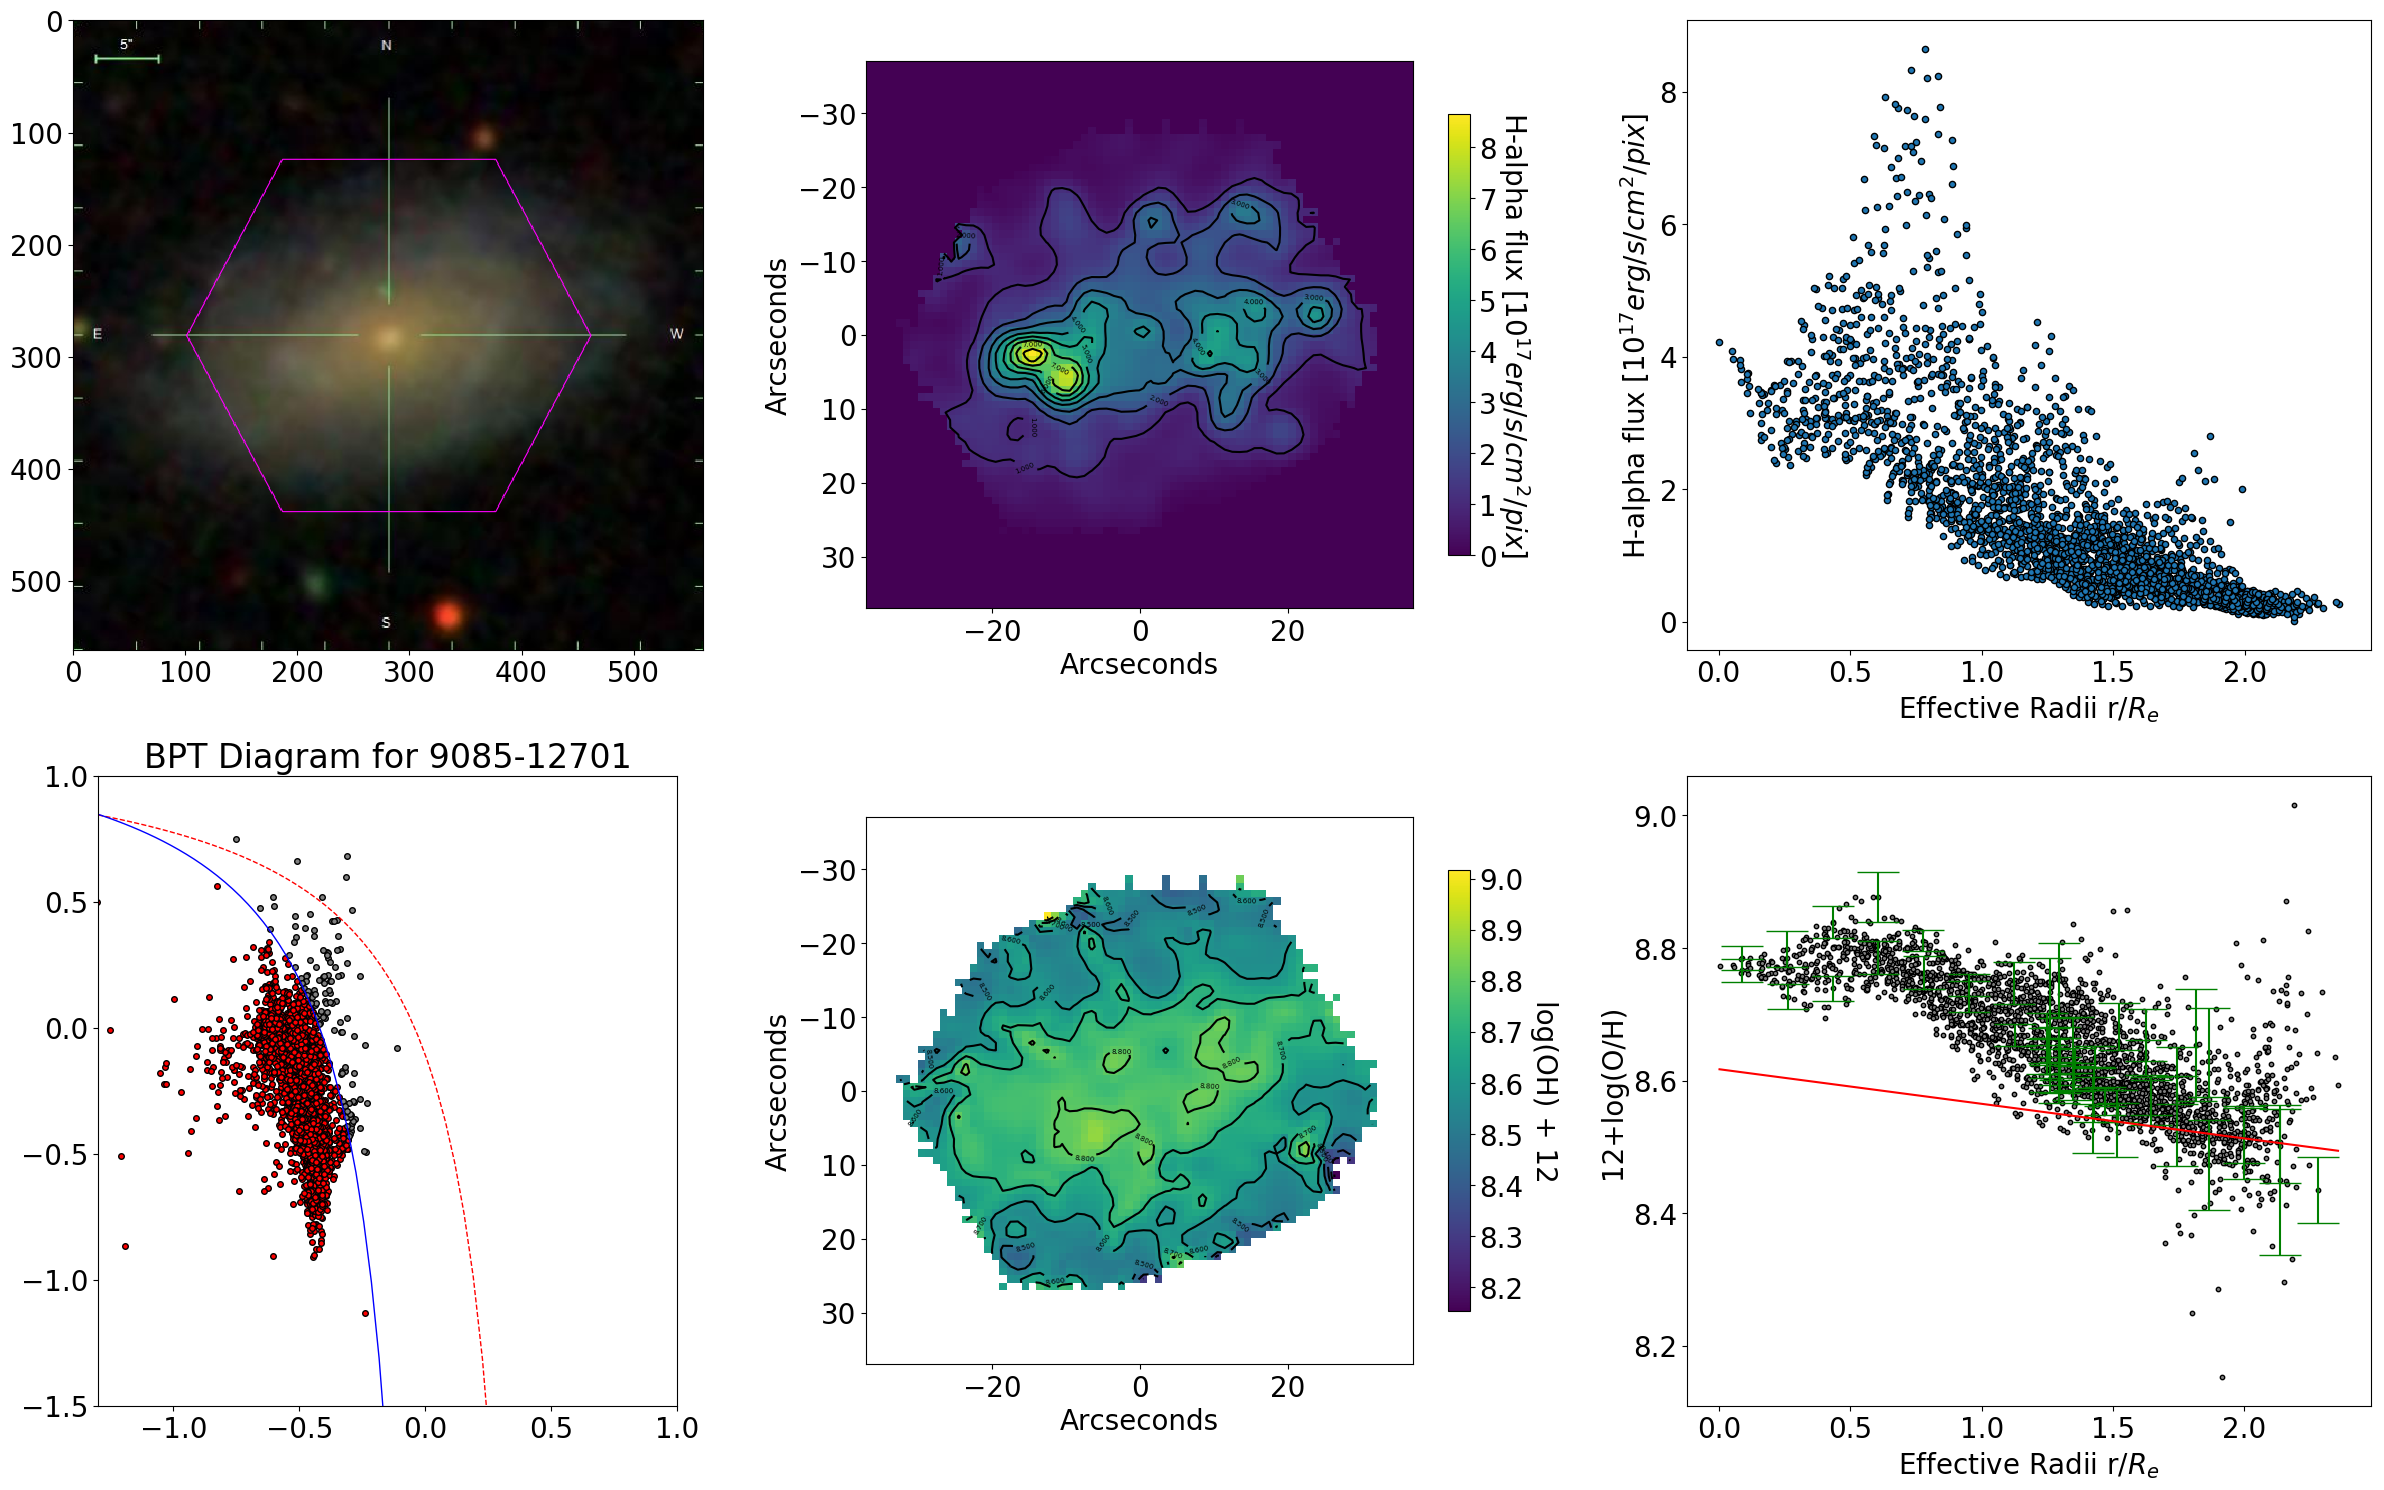 0
100
200
300
400
500
5"
N
E
W
S
0 100 200 300 400 500
−30
−20
−10
0
10
20
30
Arcseconds
−20 0 20
Arcseconds
8
7
6
5
4
3
2
1
0
H-alpha flux [10^17 erg/s/cm^2/pix]
8
6
4
2
0
H-alpha flux [10^17 erg/s/cm^2/pix]
0.0 0.5 1.0 1.5 2.0
Effective Radii r/R_e
BPT Diagram for 9085-12701
1.0
0.5
0.0
−0.5
−1.0
−1.5
−1.0 −0.5 0.0 0.5 1.0
−30
−20
−10
0
10
20
30
Arcseconds
−20 0 20
Arcseconds
9.0
8.9
8.8
8.7
8.6
8.5
8.4
8.3
8.2
log(OH) + 12
9.0
8.8
8.6
8.4
8.2
12+log(O/H)
0.0 0.5 1.0 1.5 2.0
Effective Radii r/R_e